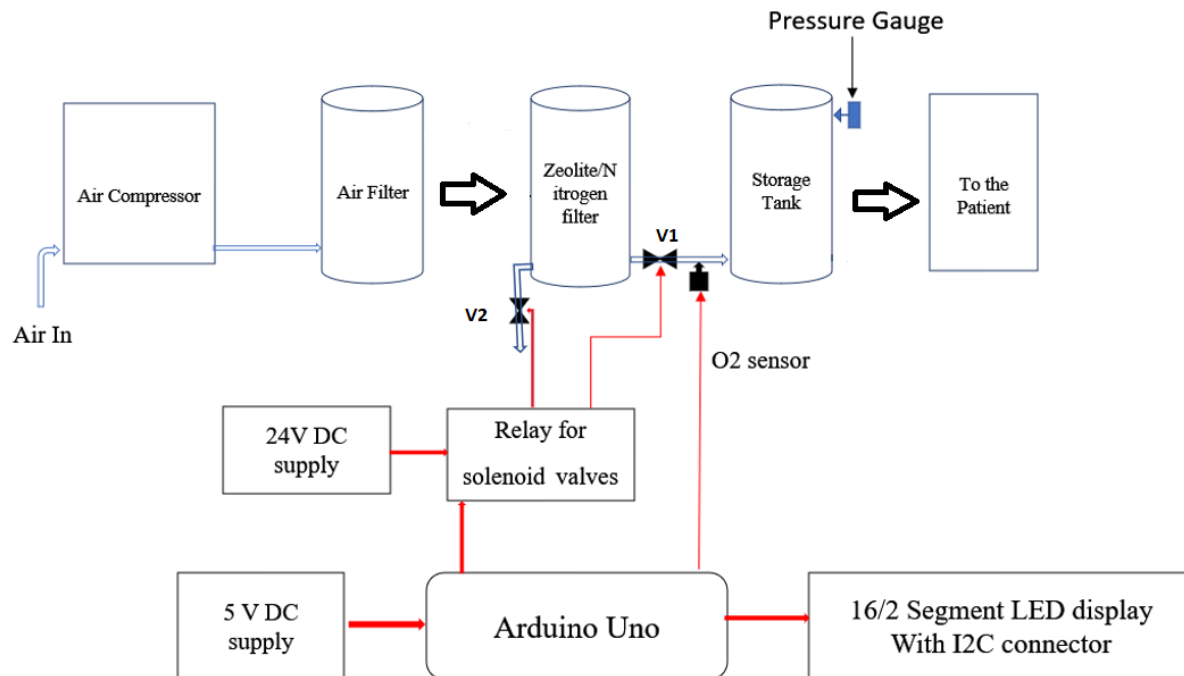 Pressure Gauge
Air Compressor
Air Filter
Zeolite/N
itrogen
filter
Storage
Tank
To the
Patient
V1
V2
Air In
O2 sensor
24V DC
supply
Relay for
solenoid valves
5 V DC
supply
Arduino Uno
16/2 Segment LED display
With I2C connector